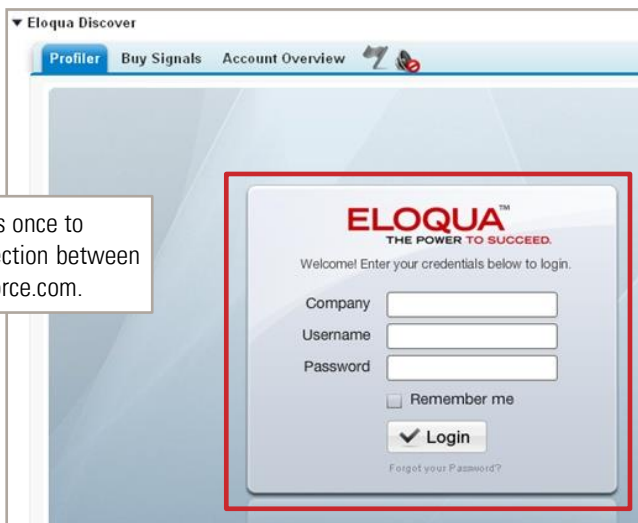 Eloqua Discover
Profiler Buy Signals Account Overview
s once to
ction between
rce.com.
ELOQUA™
THE POWER TO SUCCEED.
Welcome! Enter your credentials below to login.
Company
Username
Password
Remember me
Login
Forgot your Password?